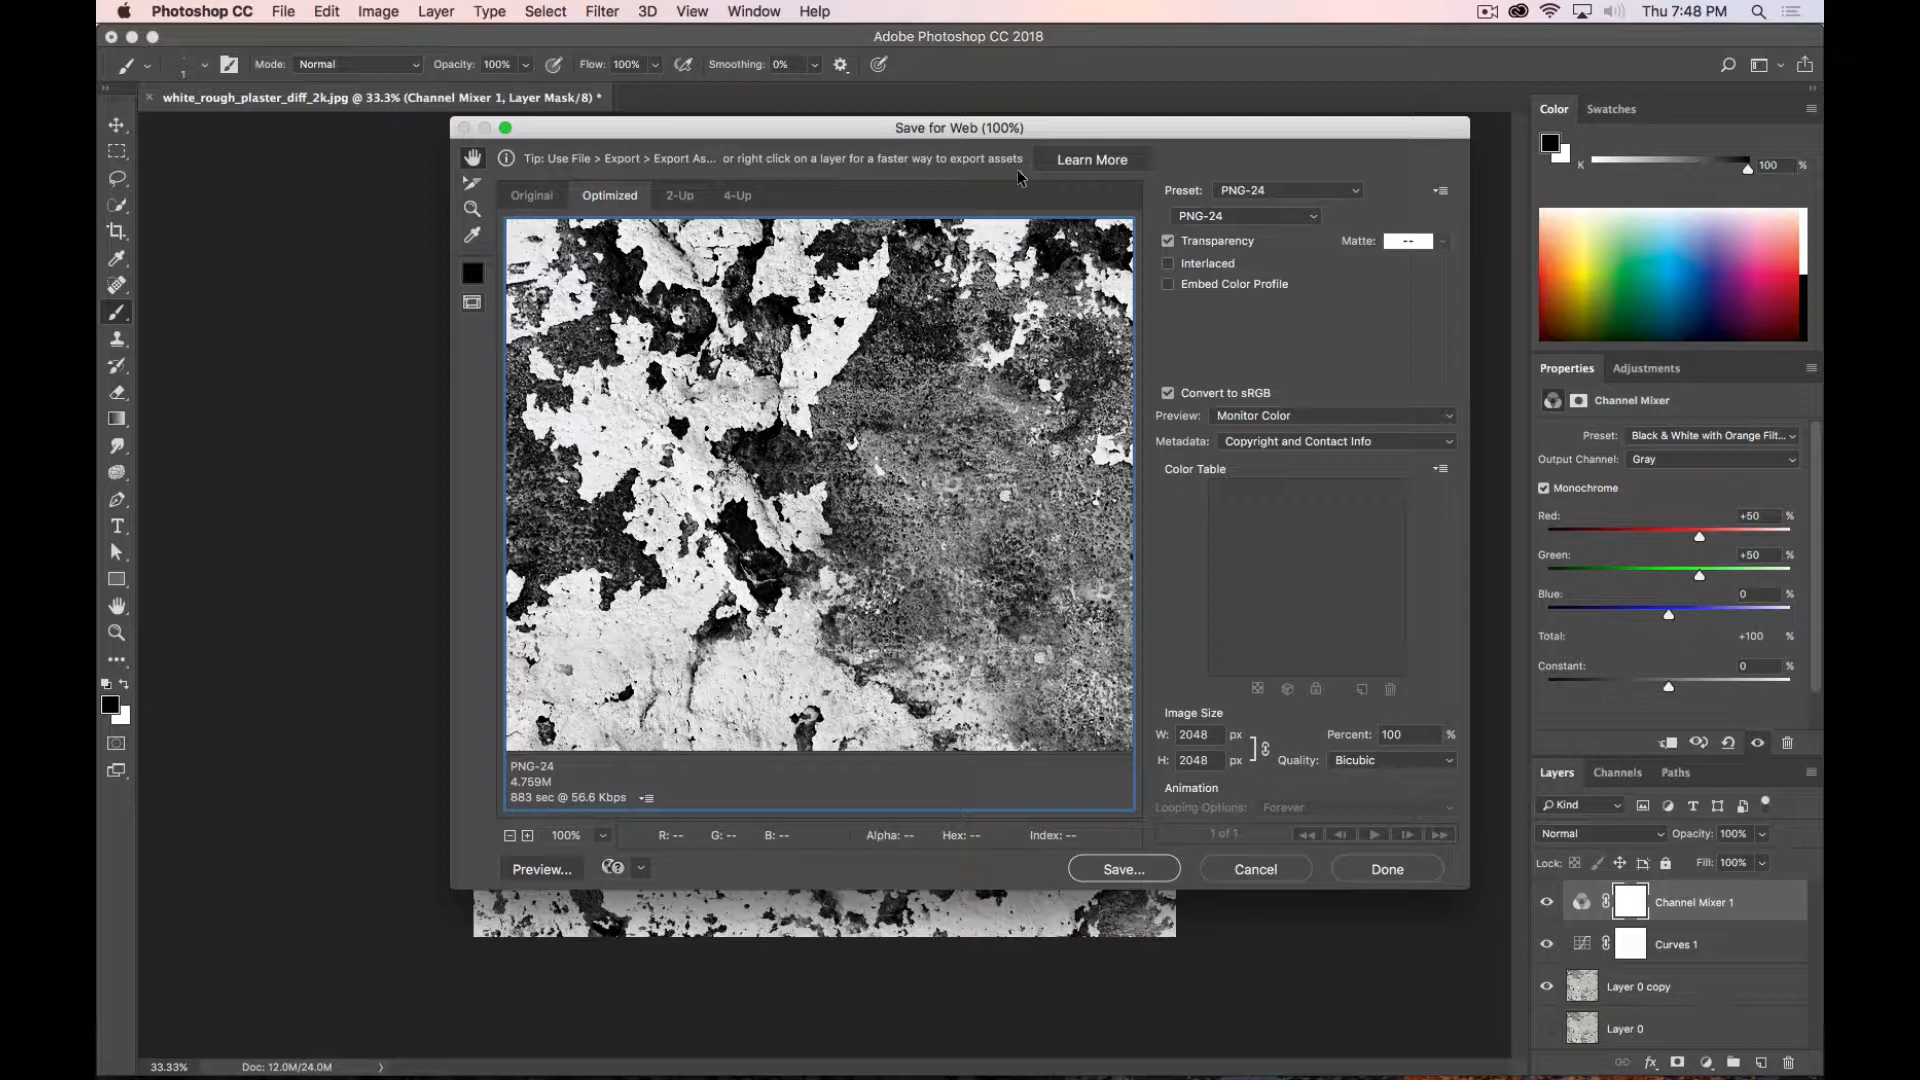 Photoshop CC File Edit Image Layer Type Select Filter 3D View Window Help Thu 7:48 PM
Adobe Photoshop CC 2018
1 Mode: Normal Opacity: 100% Flow: 100% Smoothing: 0%
white_rough_plaster_diff_2k.jpg @ 33.3% (Channel Mixer 1, Layer Mask/8) *
Save for Web (100%)
Tip: Use File > Export > Export As... or right click on a layer for a faster way to export assets Learn More
Original Optimized 2-Up 4-Up
Preset: PNG-24
PNG-24
Transparency Matte: --
Interlaced
Embed Color Profile
Convert to sRGB
Preview: Monitor Color
Metadata: Copyright and Contact Info
Color Table
Image Size
W: 2048 px Percent: 100 %
H: 2048 px Quality: Bicubic
Animation
Looping Options: Forever
1 of 1
PNG-24
4.759M
883 sec @ 56.6 Kbps
100% R: -- G: -- B: -- Alpha: -- Hex: -- Index: --
Preview... Save... Cancel Done
Color Swatches
K 100 %
Properties Adjustments
Channel Mixer
Preset: Black & White with Orange Filt...
Output Channel: Gray
Monochrome
Red: +50 %
Green: +50 %
Blue: 0 %
Total: +100 %
Constant: 0 %
Layers Channels Paths
Kind
Normal Opacity: 100%
Lock: Fill: 100%
Channel Mixer 1
Curves 1
Layer 0 copy
Layer 0
fx
33.33% Doc: 12.0M/24.0M